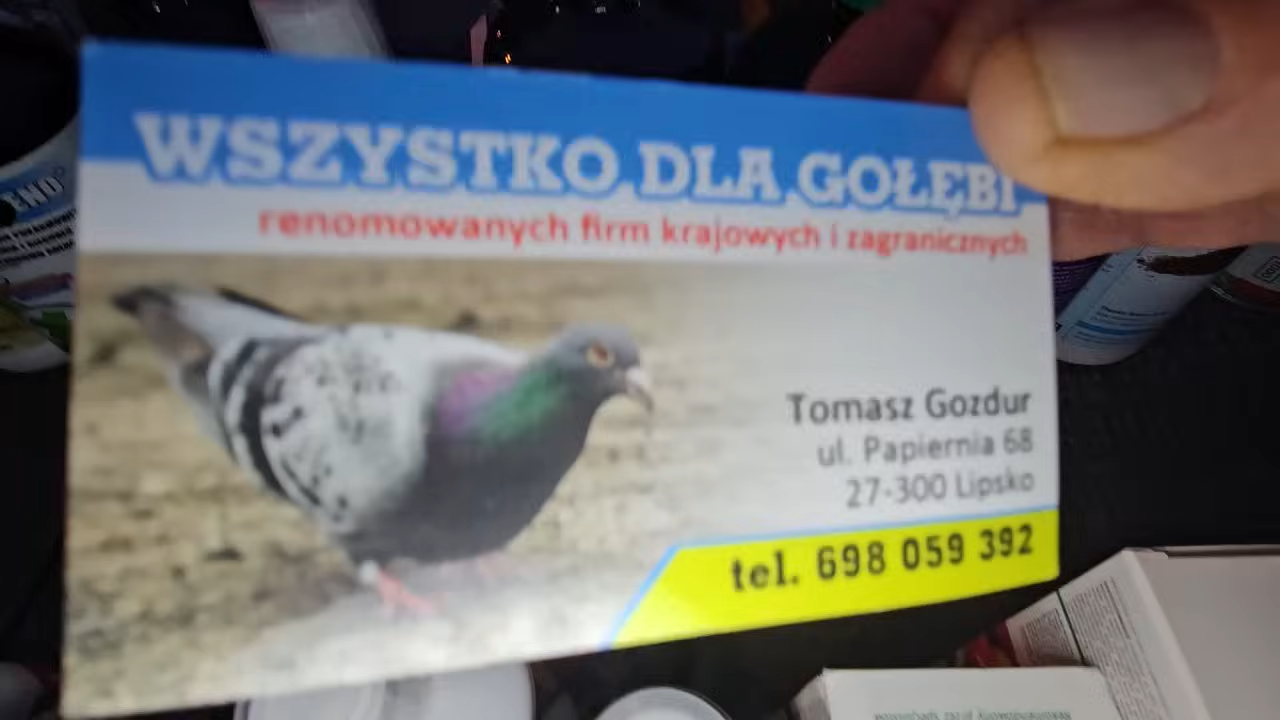 WSZYSTKO DLA GOŁĘBI
renomowanych firm krajowych i zagranicznych
Tomasz Gozdur
ul. Papiernia 68
27-300 Lipsko
tel. 698 059 392